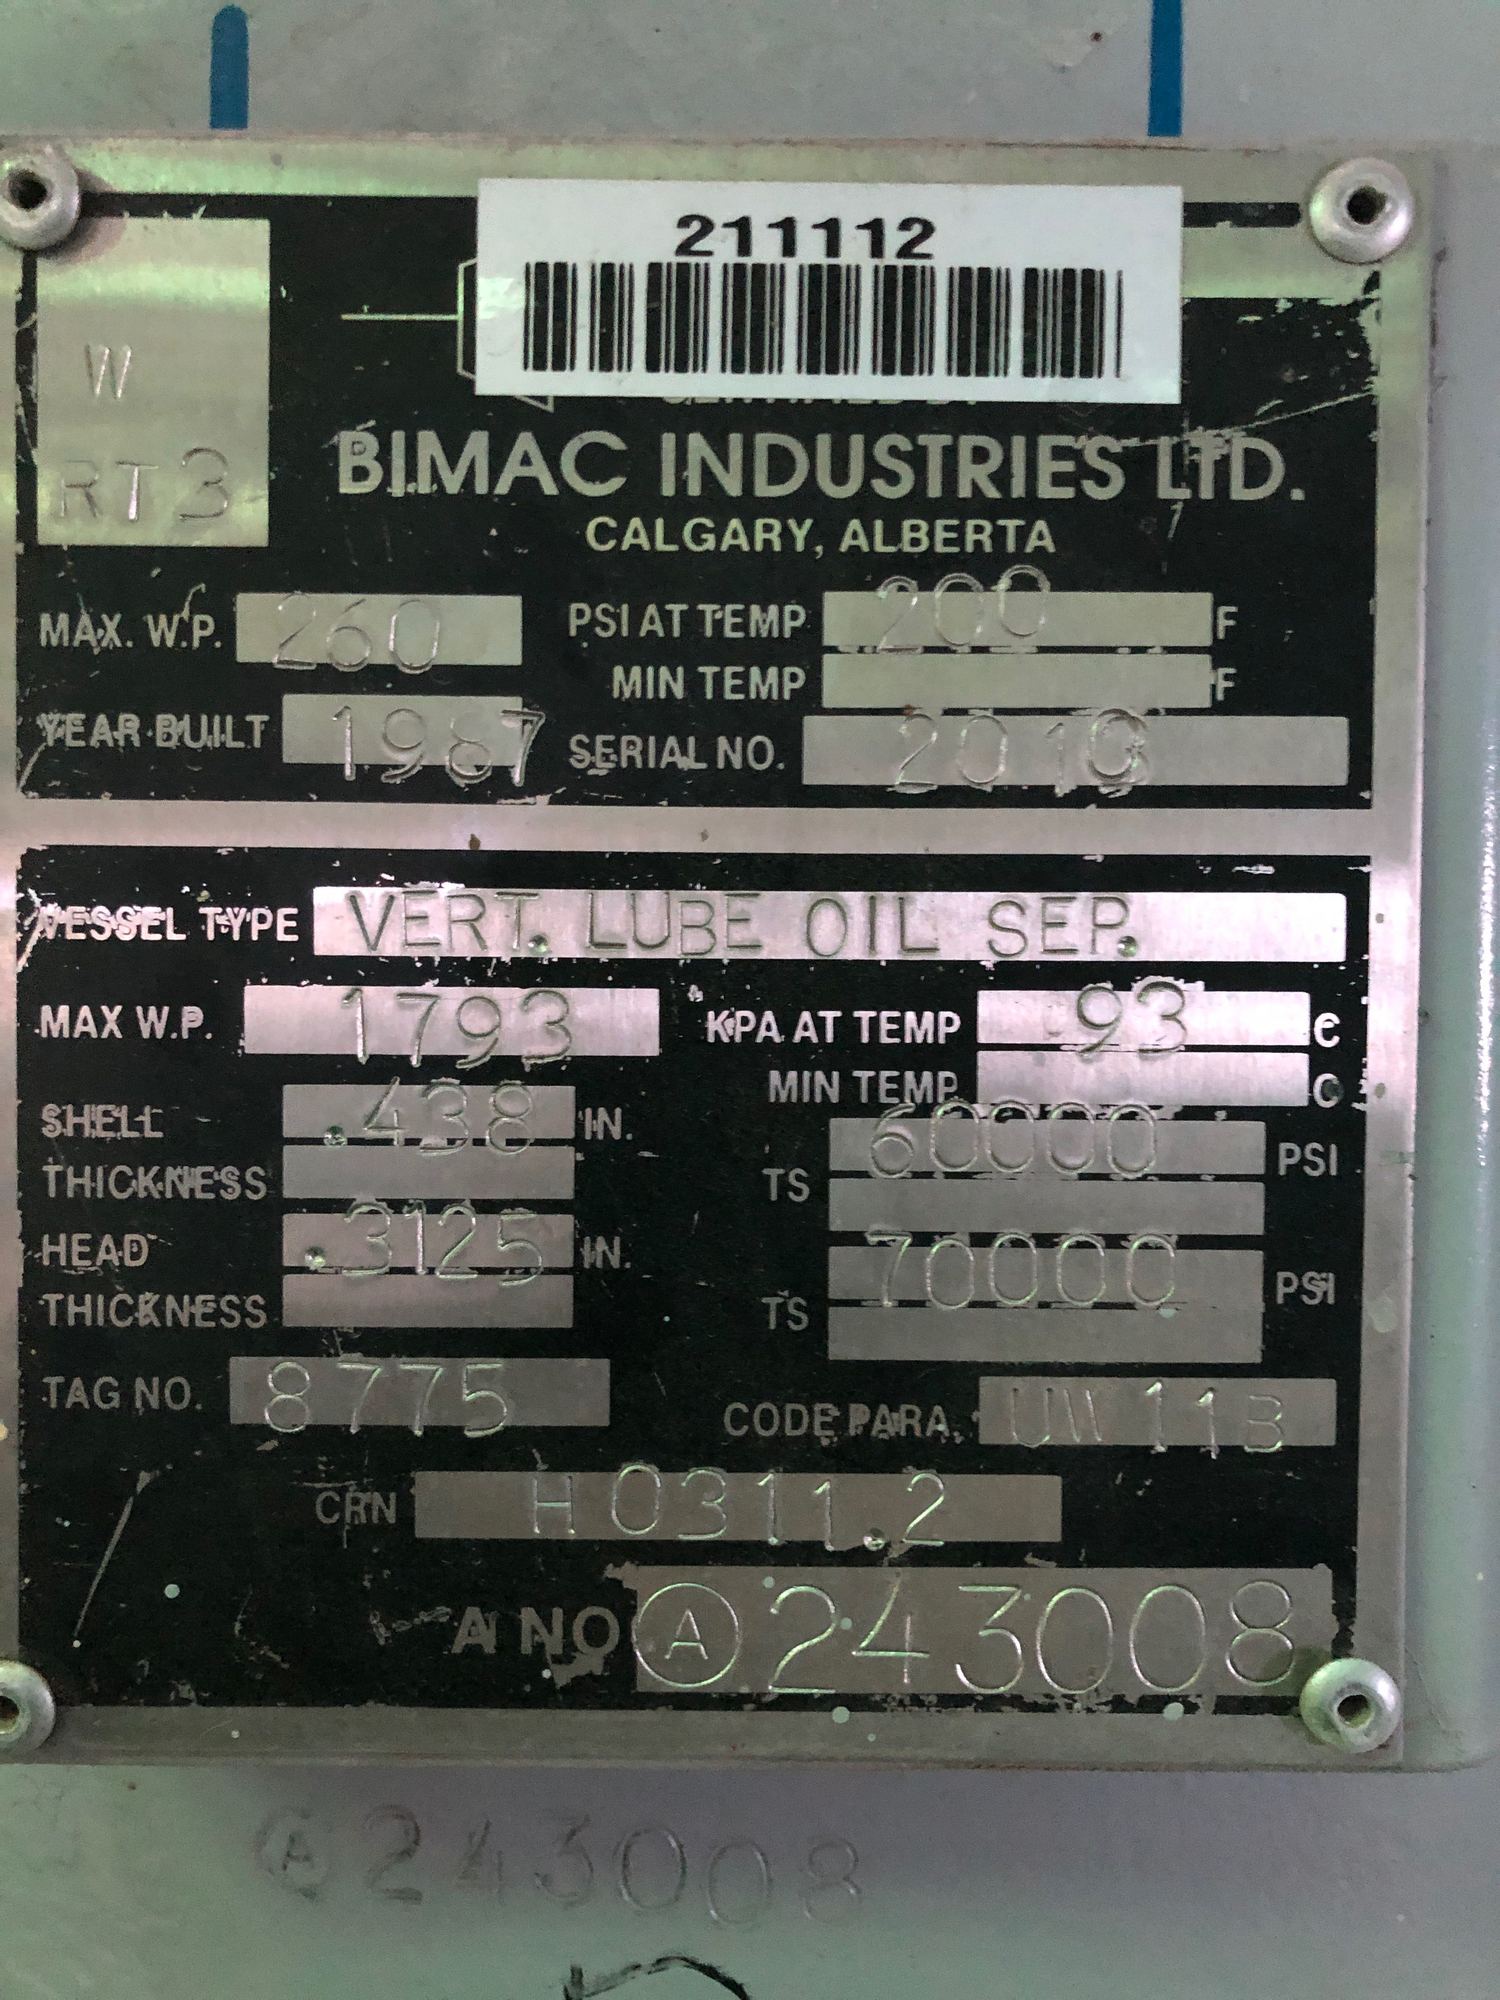 211112
W
RT3
BIMAC INDUSTRIES LTD.
CALGARY, ALBERTA
MAX. W.P. 260 PSI AT TEMP 200 F
MIN TEMP F
YEAR BUILT 1987 SERIAL NO.
VESSEL TYPE VERT. LUBE OIL SEP.
MAX W.P. 1793 KPA AT TEMP 93 C
MIN TEMP C
SHELL .438 IN. 60000 PSI
THICKNESS TS
HEAD .3125 IN. 70000 PSI
THICKNESS TS
TAG NO. 8775 CODE PARA. UW 11B
CRN H0311.2
A NO Ⓐ243008
Ⓐ243008